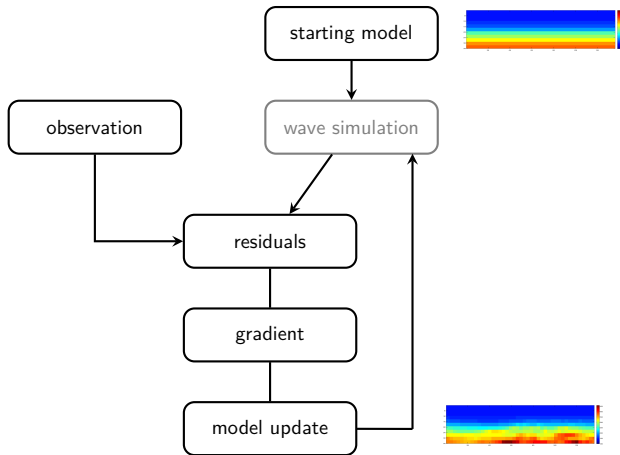 starting model
observation
wave simulation
residuals
gradient
model update